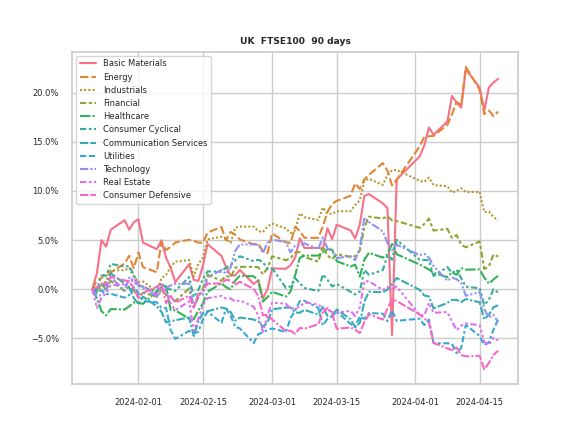 UK  FTSE100  90 days
Basic Materials
Energy
Industrials
Financial
Healthcare
Consumer Cyclical
Communication Services
Utilities
Technology
Real Estate
Consumer Defensive
20.0%
15.0%
10.0%
5.0%
0.0%
−5.0%
2024-02-01 2024-02-15 2024-03-01 2024-03-15 2024-04-01 2024-04-15